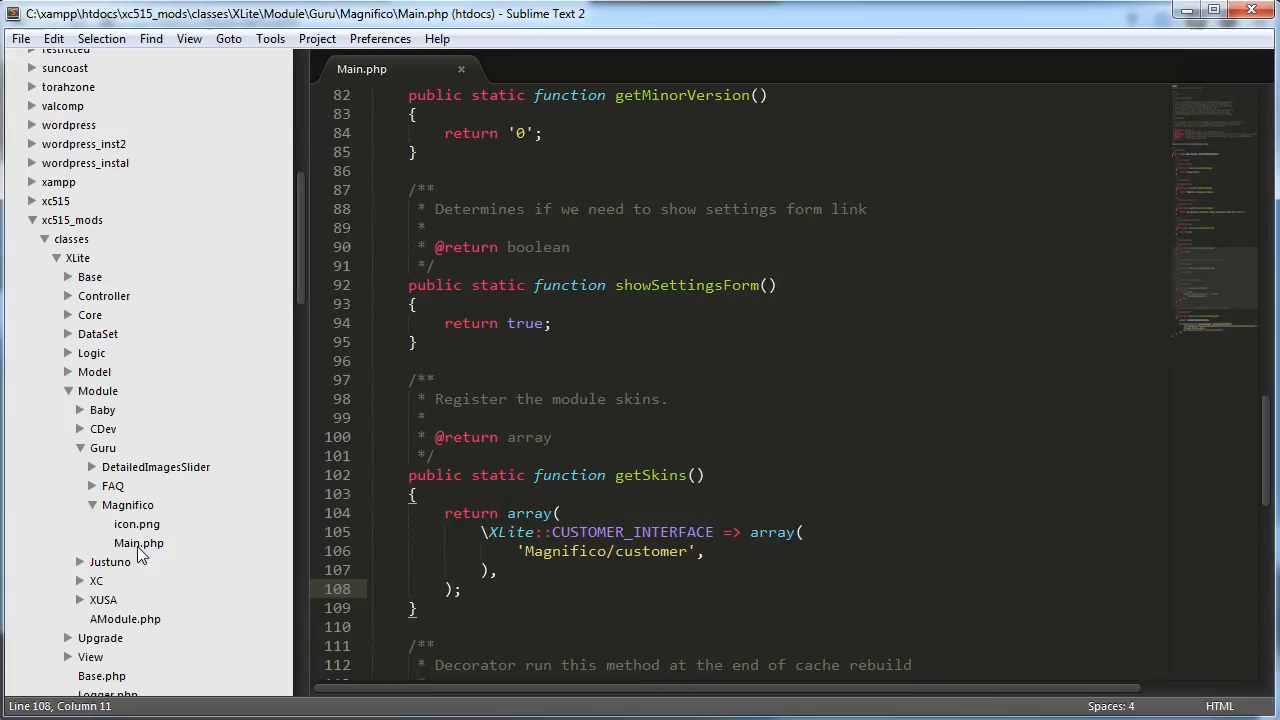 C:\xampp\htdocs\xc515_mods\classes\XLite\Module\Guru\Magnifico\Main.php (htdocs) - Sublime Text 2
File Edit Selection Find View Goto Tools Project Preferences Help
restricted
suncoast
torahzone
valcomp
wordpress
wordpress_inst2
wordpress_instal
xampp
xc515
xc515_mods
classes
XLite
Base
Controller
Core
DataSet
Logic
Model
Module
Baby
CDev
Guru
DetailedImagesSlider
FAQ
Magnifico
icon.png
Main.php
Justuno
XC
XUSA
AModule.php
Upgrade
View
Base.php
Logger.php
Main.php ×
82 public static function getMinorVersion()
83 {
84 return '0';
85 }
86
87 /**
88 * Determines if we need to show settings form link
89 *
90 * @return boolean
91 */
92 public static function showSettingsForm()
93 {
94 return true;
95 }
96
97 /**
98 * Register the module skins.
99 *
100 * @return array
101 */
102 public static function getSkins()
103 {
104 return array(
105 \XLite::CUSTOMER_INTERFACE => array(
106 'Magnifico/customer',
107 ),
108 );
109 }
110
111 /**
112 * Decorator run this method at the end of cache rebuild
Line 108, Column 11
Spaces: 4
HTML